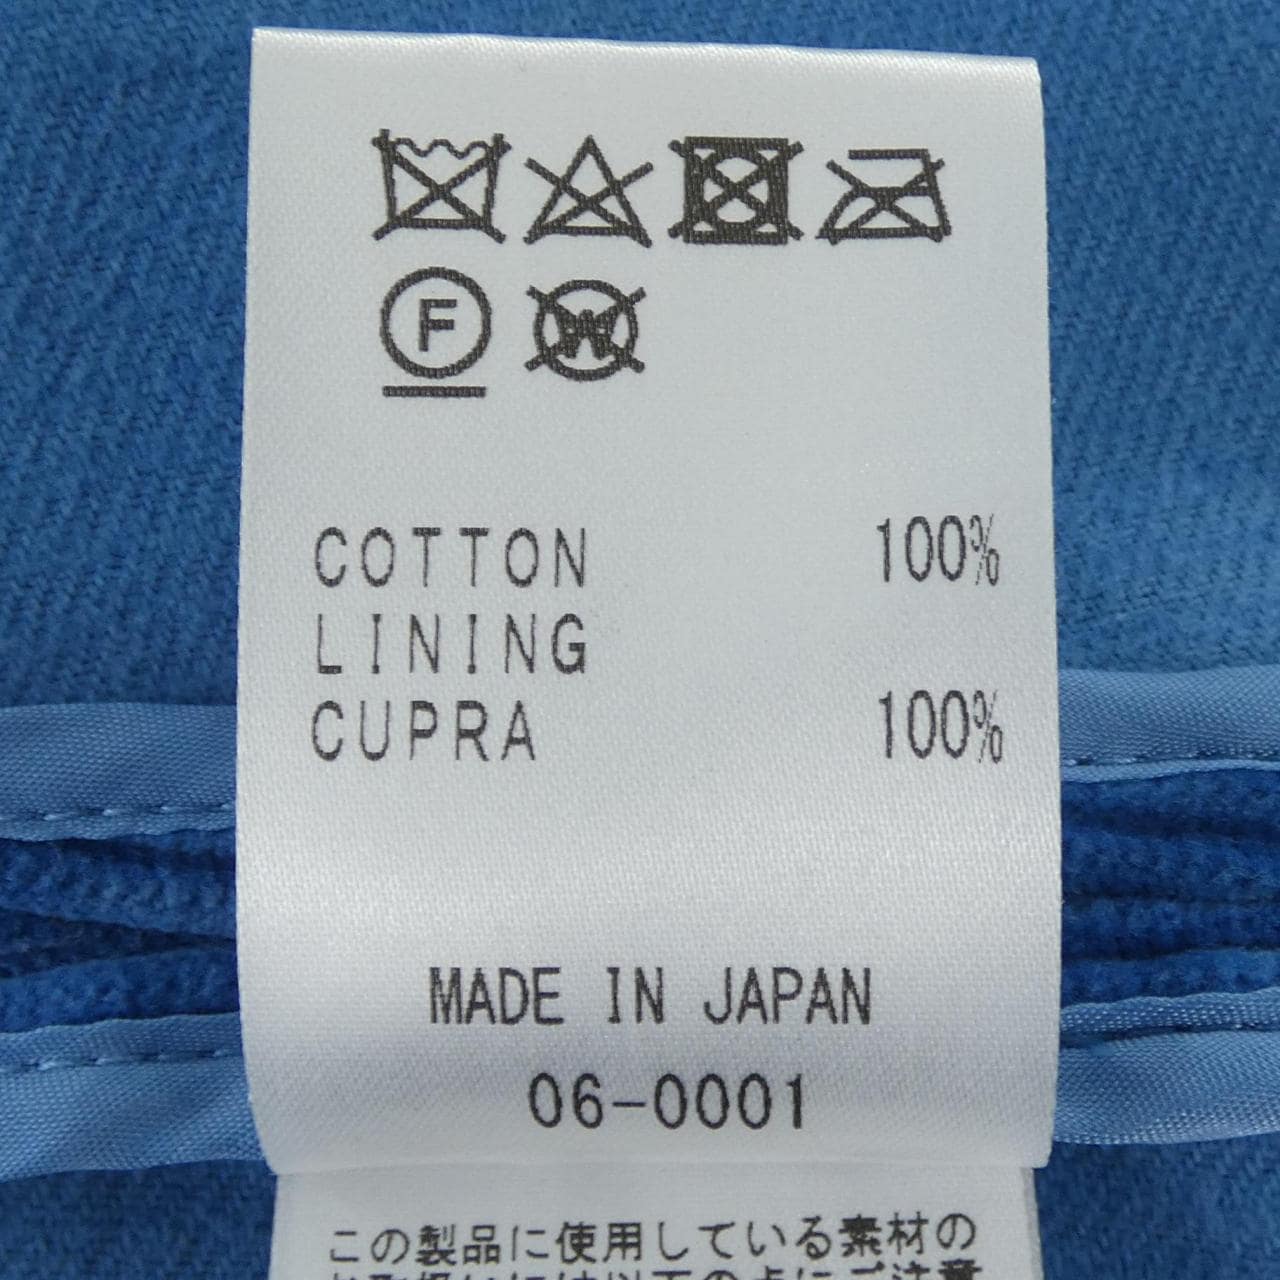 F W
COTTON 100%
LINING
CUPRA 100%
MADE IN JAPAN
06-0001
この製品に使用している素材の